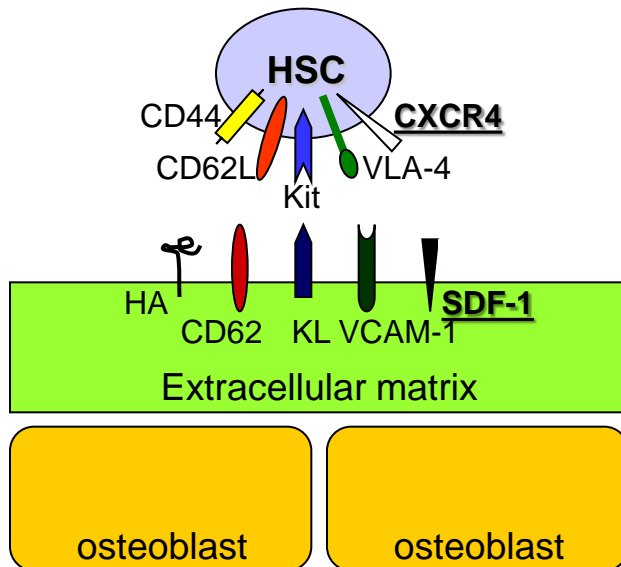 HSC
CD44 CXCR4
CD62L VLA-4
Kit
HA SDF-1
CD62 KL VCAM-1
Extracellular matrix
osteoblast osteoblast